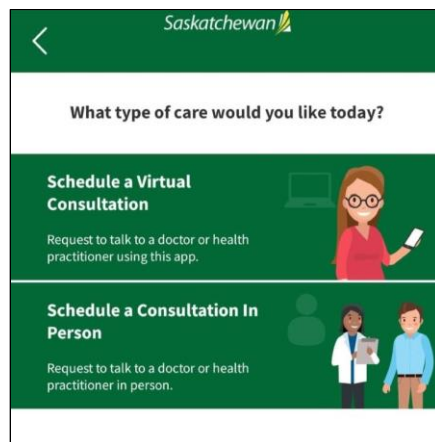 Saskatchewan
What type of care would you like today?
Schedule a Virtual
Consultation
Request to talk to a doctor or health
practitioner using this app.
Schedule a Consultation In
Person
Request to talk to a doctor or health
practitioner in person.